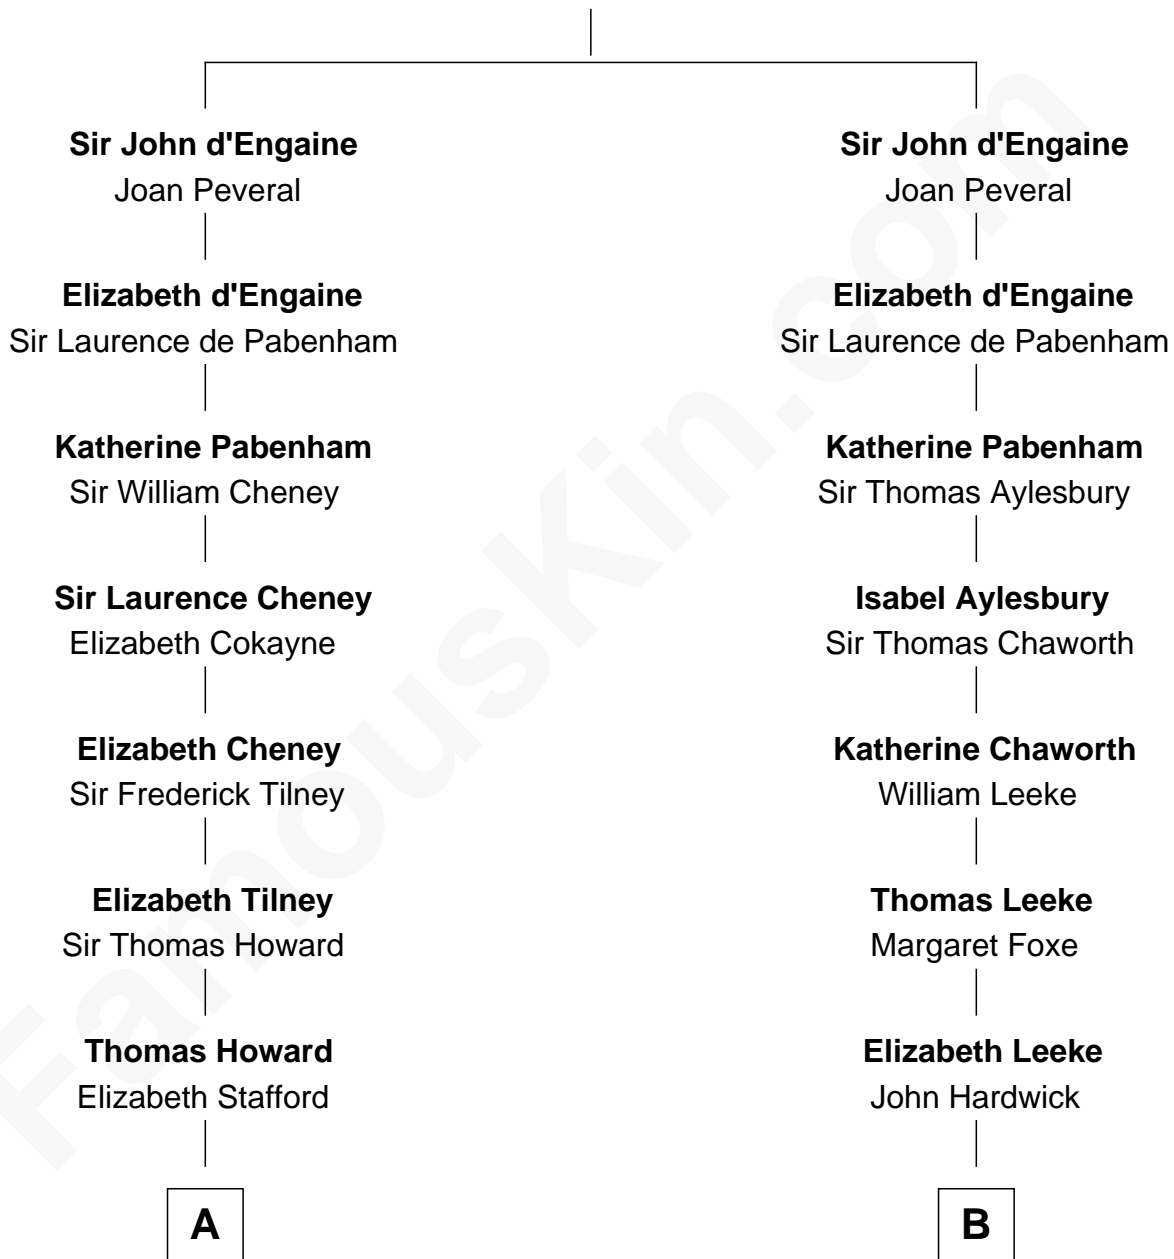 Sir John d'Engaine
Joan Peveral
Elizabeth d'Engaine
Sir Laurence de Pabenham
Katherine Pabenham
Sir William Cheney
Sir Laurence Cheney
Elizabeth Cokayne
Elizabeth Cheney
Sir Frederick Tilney
Elizabeth Tilney
Sir Thomas Howard
Thomas Howard
Elizabeth Stafford
A
Sir John d'Engaine
Joan Peveral
Elizabeth d'Engaine
Sir Laurence de Pabenham
Katherine Pabenham
Sir Thomas Aylesbury
Isabel Aylesbury
Sir Thomas Chaworth
Katherine Chaworth
William Leeke
Thomas Leeke
Margaret Foxe
Elizabeth Leeke
John Hardwick
B
FamousKin.com